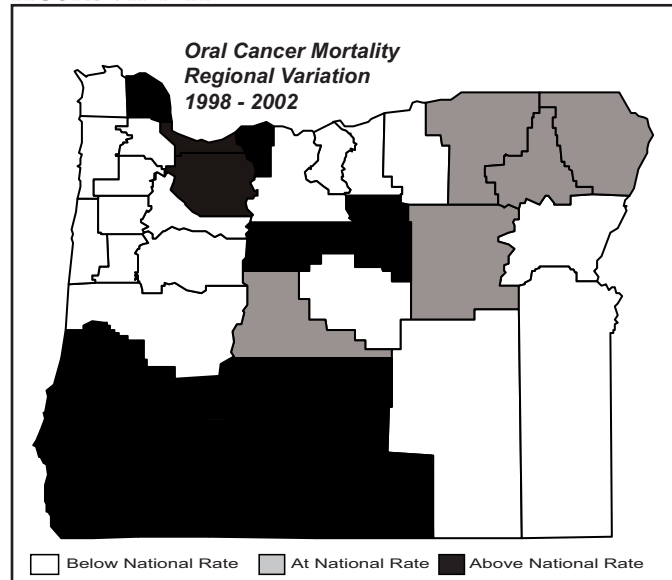 Oral Cancer Mortality
Regional Variation
1998 - 2002
Below National Rate At National Rate Above National Rate